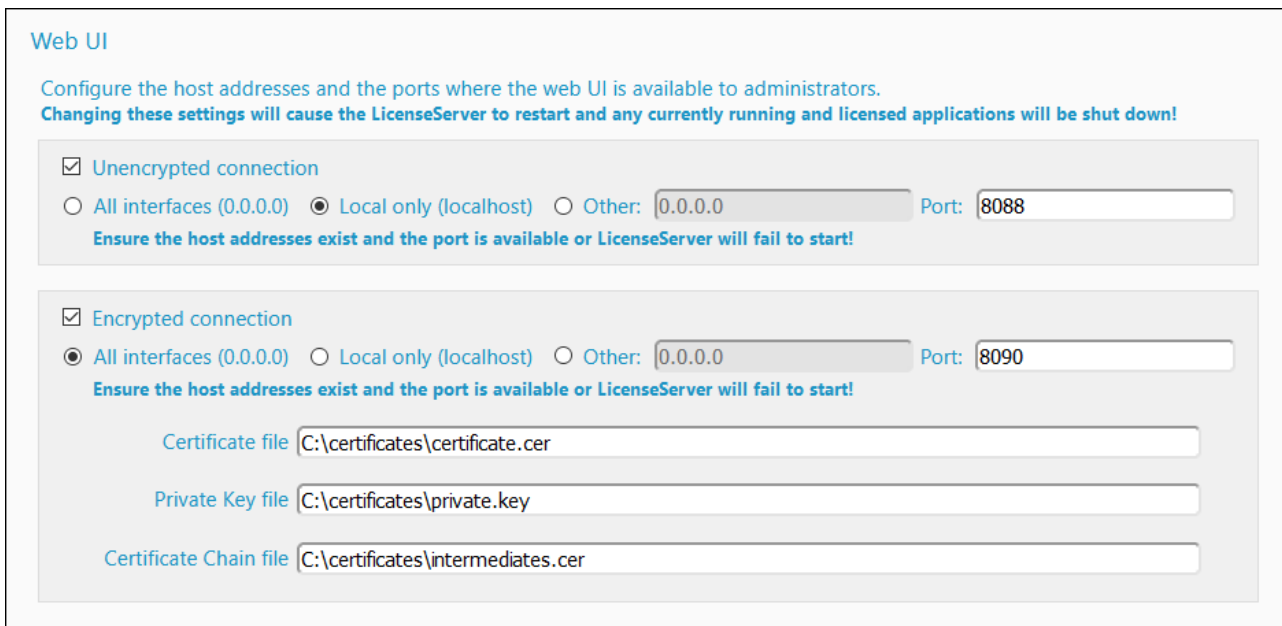 Web UI
Configure the host addresses and the ports where the web UI is available to administrators.
Changing these settings will cause the LicenseServer to restart and any currently running and licensed applications will be shut down!
Unencrypted connection
All interfaces (0.0.0.0) Local only (localhost) Other: 0.0.0.0 Port: 8088
Ensure the host addresses exist and the port is available or LicenseServer will fail to start!
Encrypted connection
All interfaces (0.0.0.0) Local only (localhost) Other: 0.0.0.0 Port: 8090
Ensure the host addresses exist and the port is available or LicenseServer will fail to start!
Certificate file C:\certificates\certificate.cer
Private Key file C:\certificates\private.key
Certificate Chain file C:\certificates\intermediates.cer